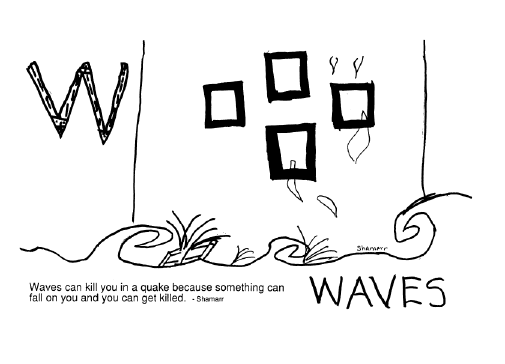 W
Shamarr
Waves can kill you in a quake because something can
fall on you and you can get killed. - Shamarr
WAVES